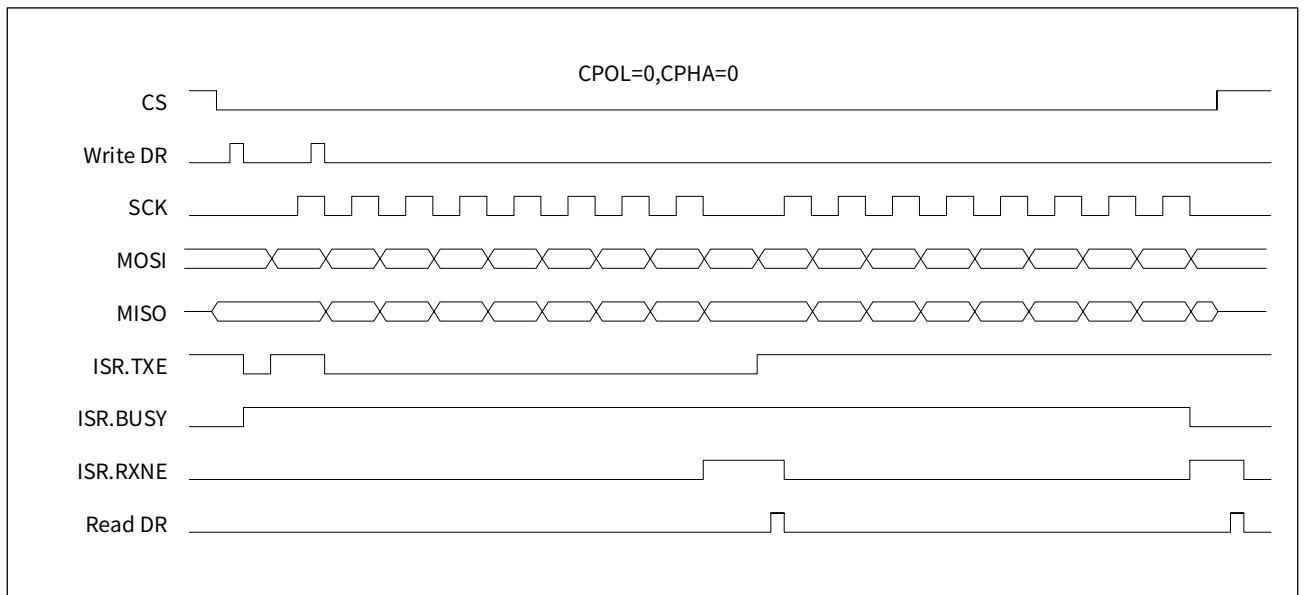 CPOL=0,CPHA=0
CS
Write DR
SCK
MOSI
MISO
ISR.TXE
ISR.BUSY
ISR.RXNE
Read DR